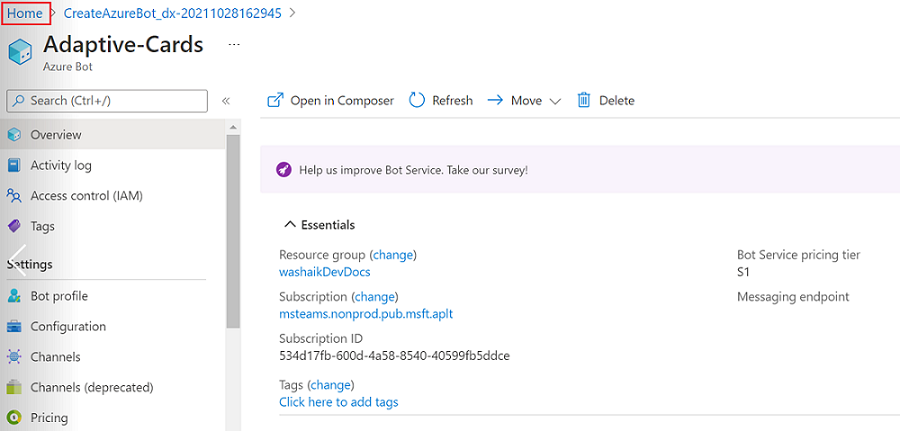 Home > CreateAzureBot_dx-20211028162945 >
Adaptive-Cards ...
Azure Bot
Search (Ctrl+/) «
Open in Composer Refresh Move Delete
Overview
Activity log
Access control (IAM)
Tags
Settings
Bot profile
Configuration
Channels
Channels (deprecated)
Pricing
Help us improve Bot Service. Take our survey!
Essentials
Resource group (change)
washaikDevDocs
Subscription (change)
msteams.nonprod.pub.msft.aplt
Subscription ID
534d17fb-600d-4a58-8540-40599fb5ddce
Tags (change)
Click here to add tags
Bot Service pricing tier
S1
Messaging endpoint